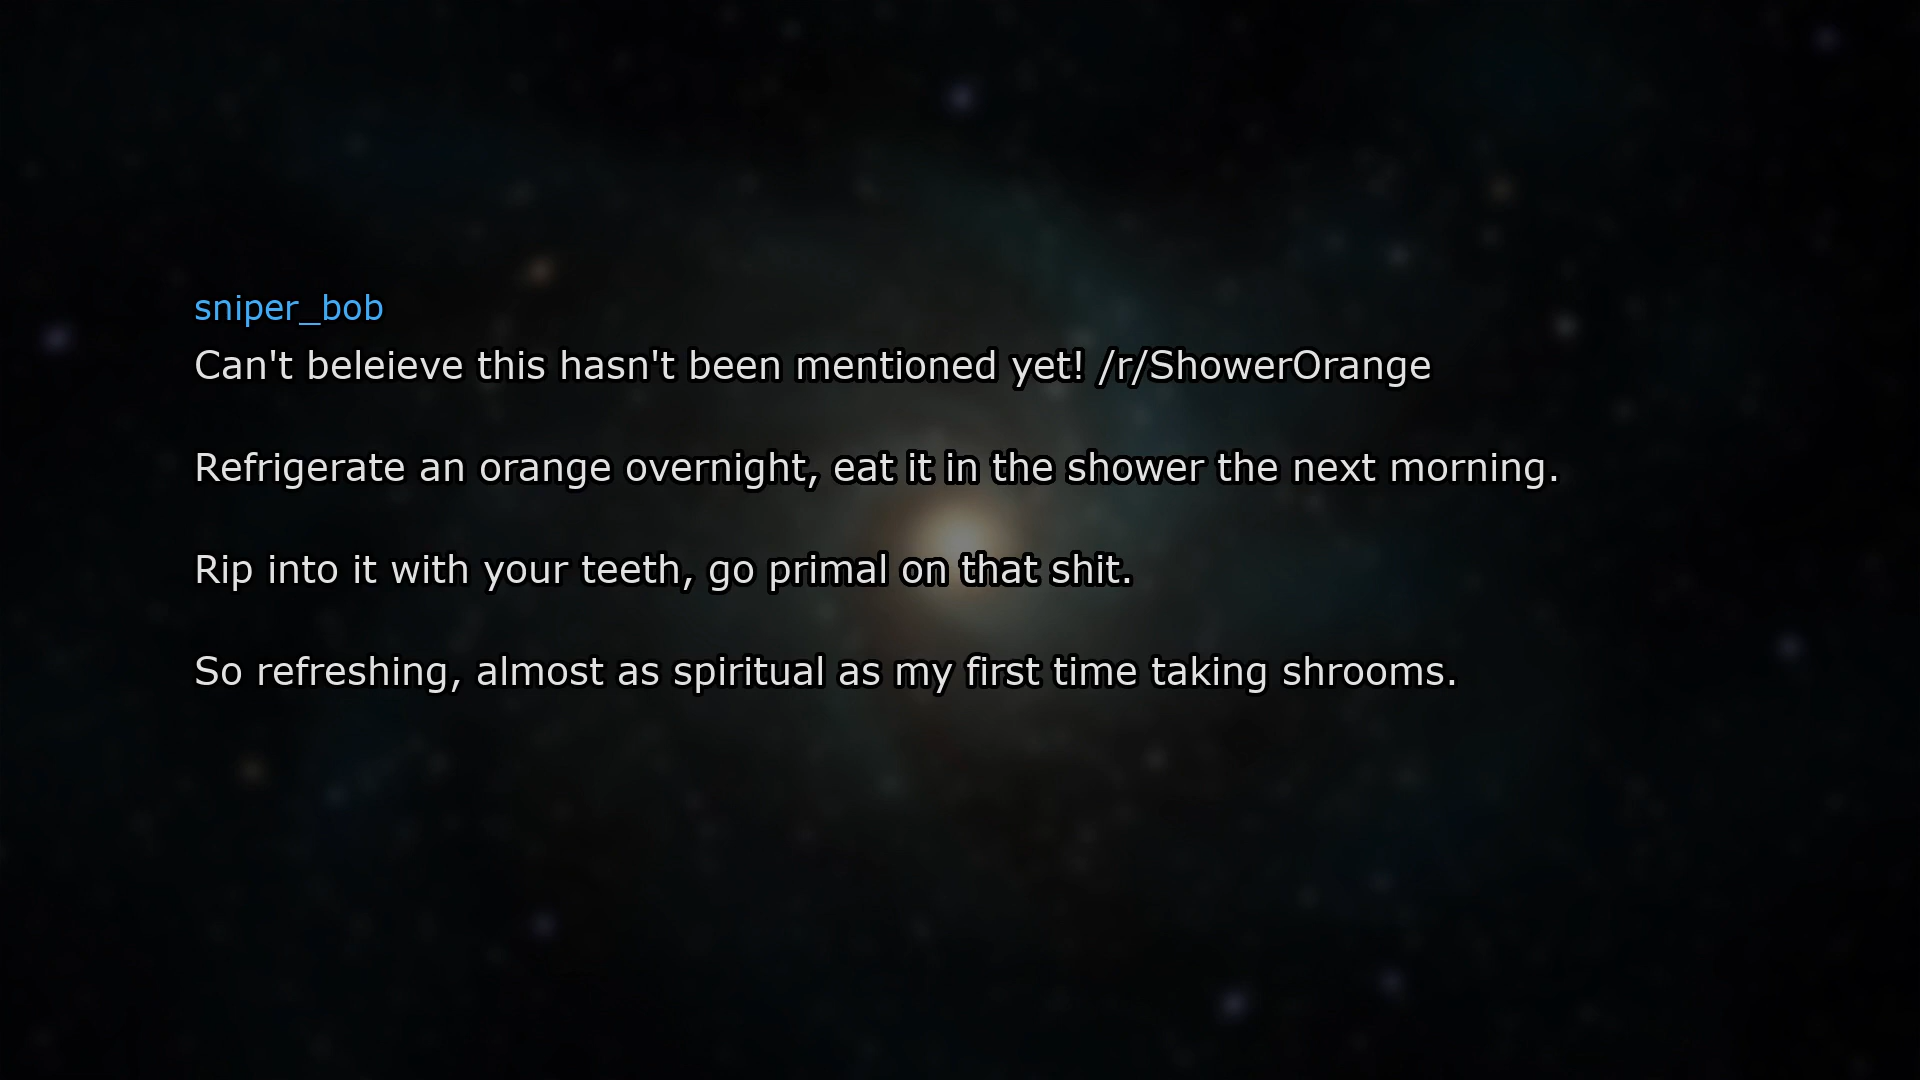 sniper_bob
Can't beleieve this hasn't been mentioned yet! /r/ShowerOrange
Refrigerate an orange overnight, eat it in the shower the next morning.
Rip into it with your teeth, go primal on that shit.
So refreshing, almost as spiritual as my first time taking shrooms.